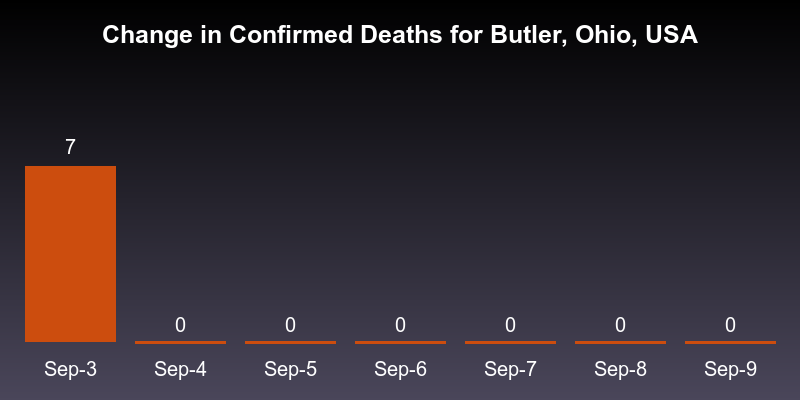 Change in Confirmed Deaths for Butler, Ohio, USA
7
0 0 0 0 0 0
Sep-3 Sep-4 Sep-5 Sep-6 Sep-7 Sep-8 Sep-9